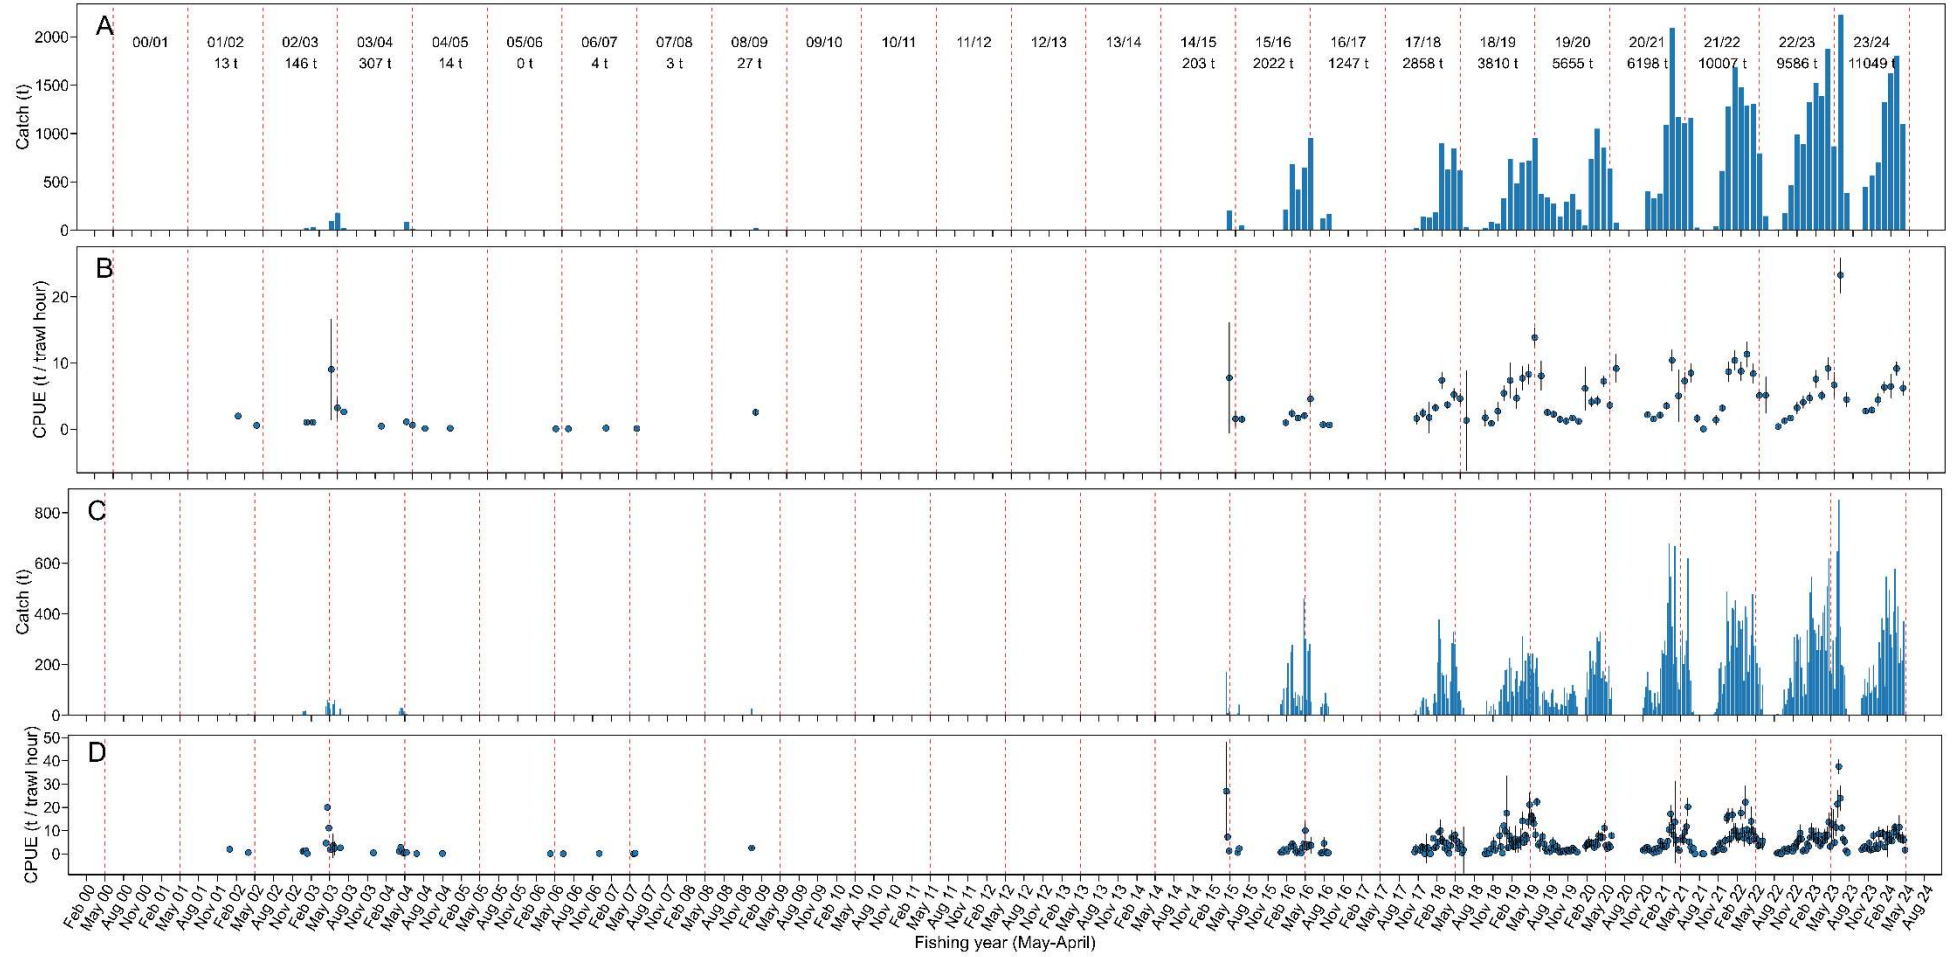 A
00/01 01/02 02/03 03/04 04/05 05/06 06/07 07/08 08/09 09/10 10/11 11/12 12/13 13/14 14/15 15/16 16/17 17/18 18/19 19/20 20/21 21/22 22/23 23/24
13 t 146 t 307 t 14 t 0 t 4 t 3 t 27 t 203 t 2022 t 1247 t 2858 t 3810 t 5655 t 6198 t 10007 t 9586 t 11049 t
Catch (t)
2000
1500
1000
500
0
B
CPUE (t / trawl hour)
20
10
0
C
Catch (t)
800
600
400
200
0
D
CPUE (t / trawl hour)
50
40
30
20
10
0
Feb 00 May 00 Aug 00 Nov 00 Feb 01 May 01 Aug 01 Nov 01 Feb 02 May 02 Aug 02 Nov 02 Feb 03 May 03 Aug 03 Nov 03 Feb 04 May 04 Aug 04 Nov 04 Feb 05 May 05 Aug 05 Nov 05 Feb 06 May 06 Aug 06 Nov 06 Feb 07 May 07 Aug 07 Nov 07 Feb 08 May 08 Aug 08 Nov 08 Feb 09 May 09 Aug 09 Nov 09 Feb 10 May 10 Aug 10 Nov 10 Feb 11 May 11 Aug 11 Nov 11 Feb 12 May 12 Aug 12 Nov 12 Feb 13 May 13 Aug 13 Nov 13 Feb 14 May 14 Aug 14 Nov 14 Feb 15 May 15 Aug 15 Nov 15 Feb 16 May 16 Aug 16 Nov 16 Feb 17 May 17 Aug 17 Nov 17 Feb 18 May 18 Aug 18 Nov 18 Feb 19 May 19 Aug 19 Nov 19 Feb 20 May 20 Aug 20 Nov 20 Feb 21 May 21 Aug 21 Nov 21 Feb 22 May 22 Aug 22 Nov 22 Feb 23 May 23 Aug 23 Nov 23 Feb 24 May 24 Aug 24
Fishing year (May-April)